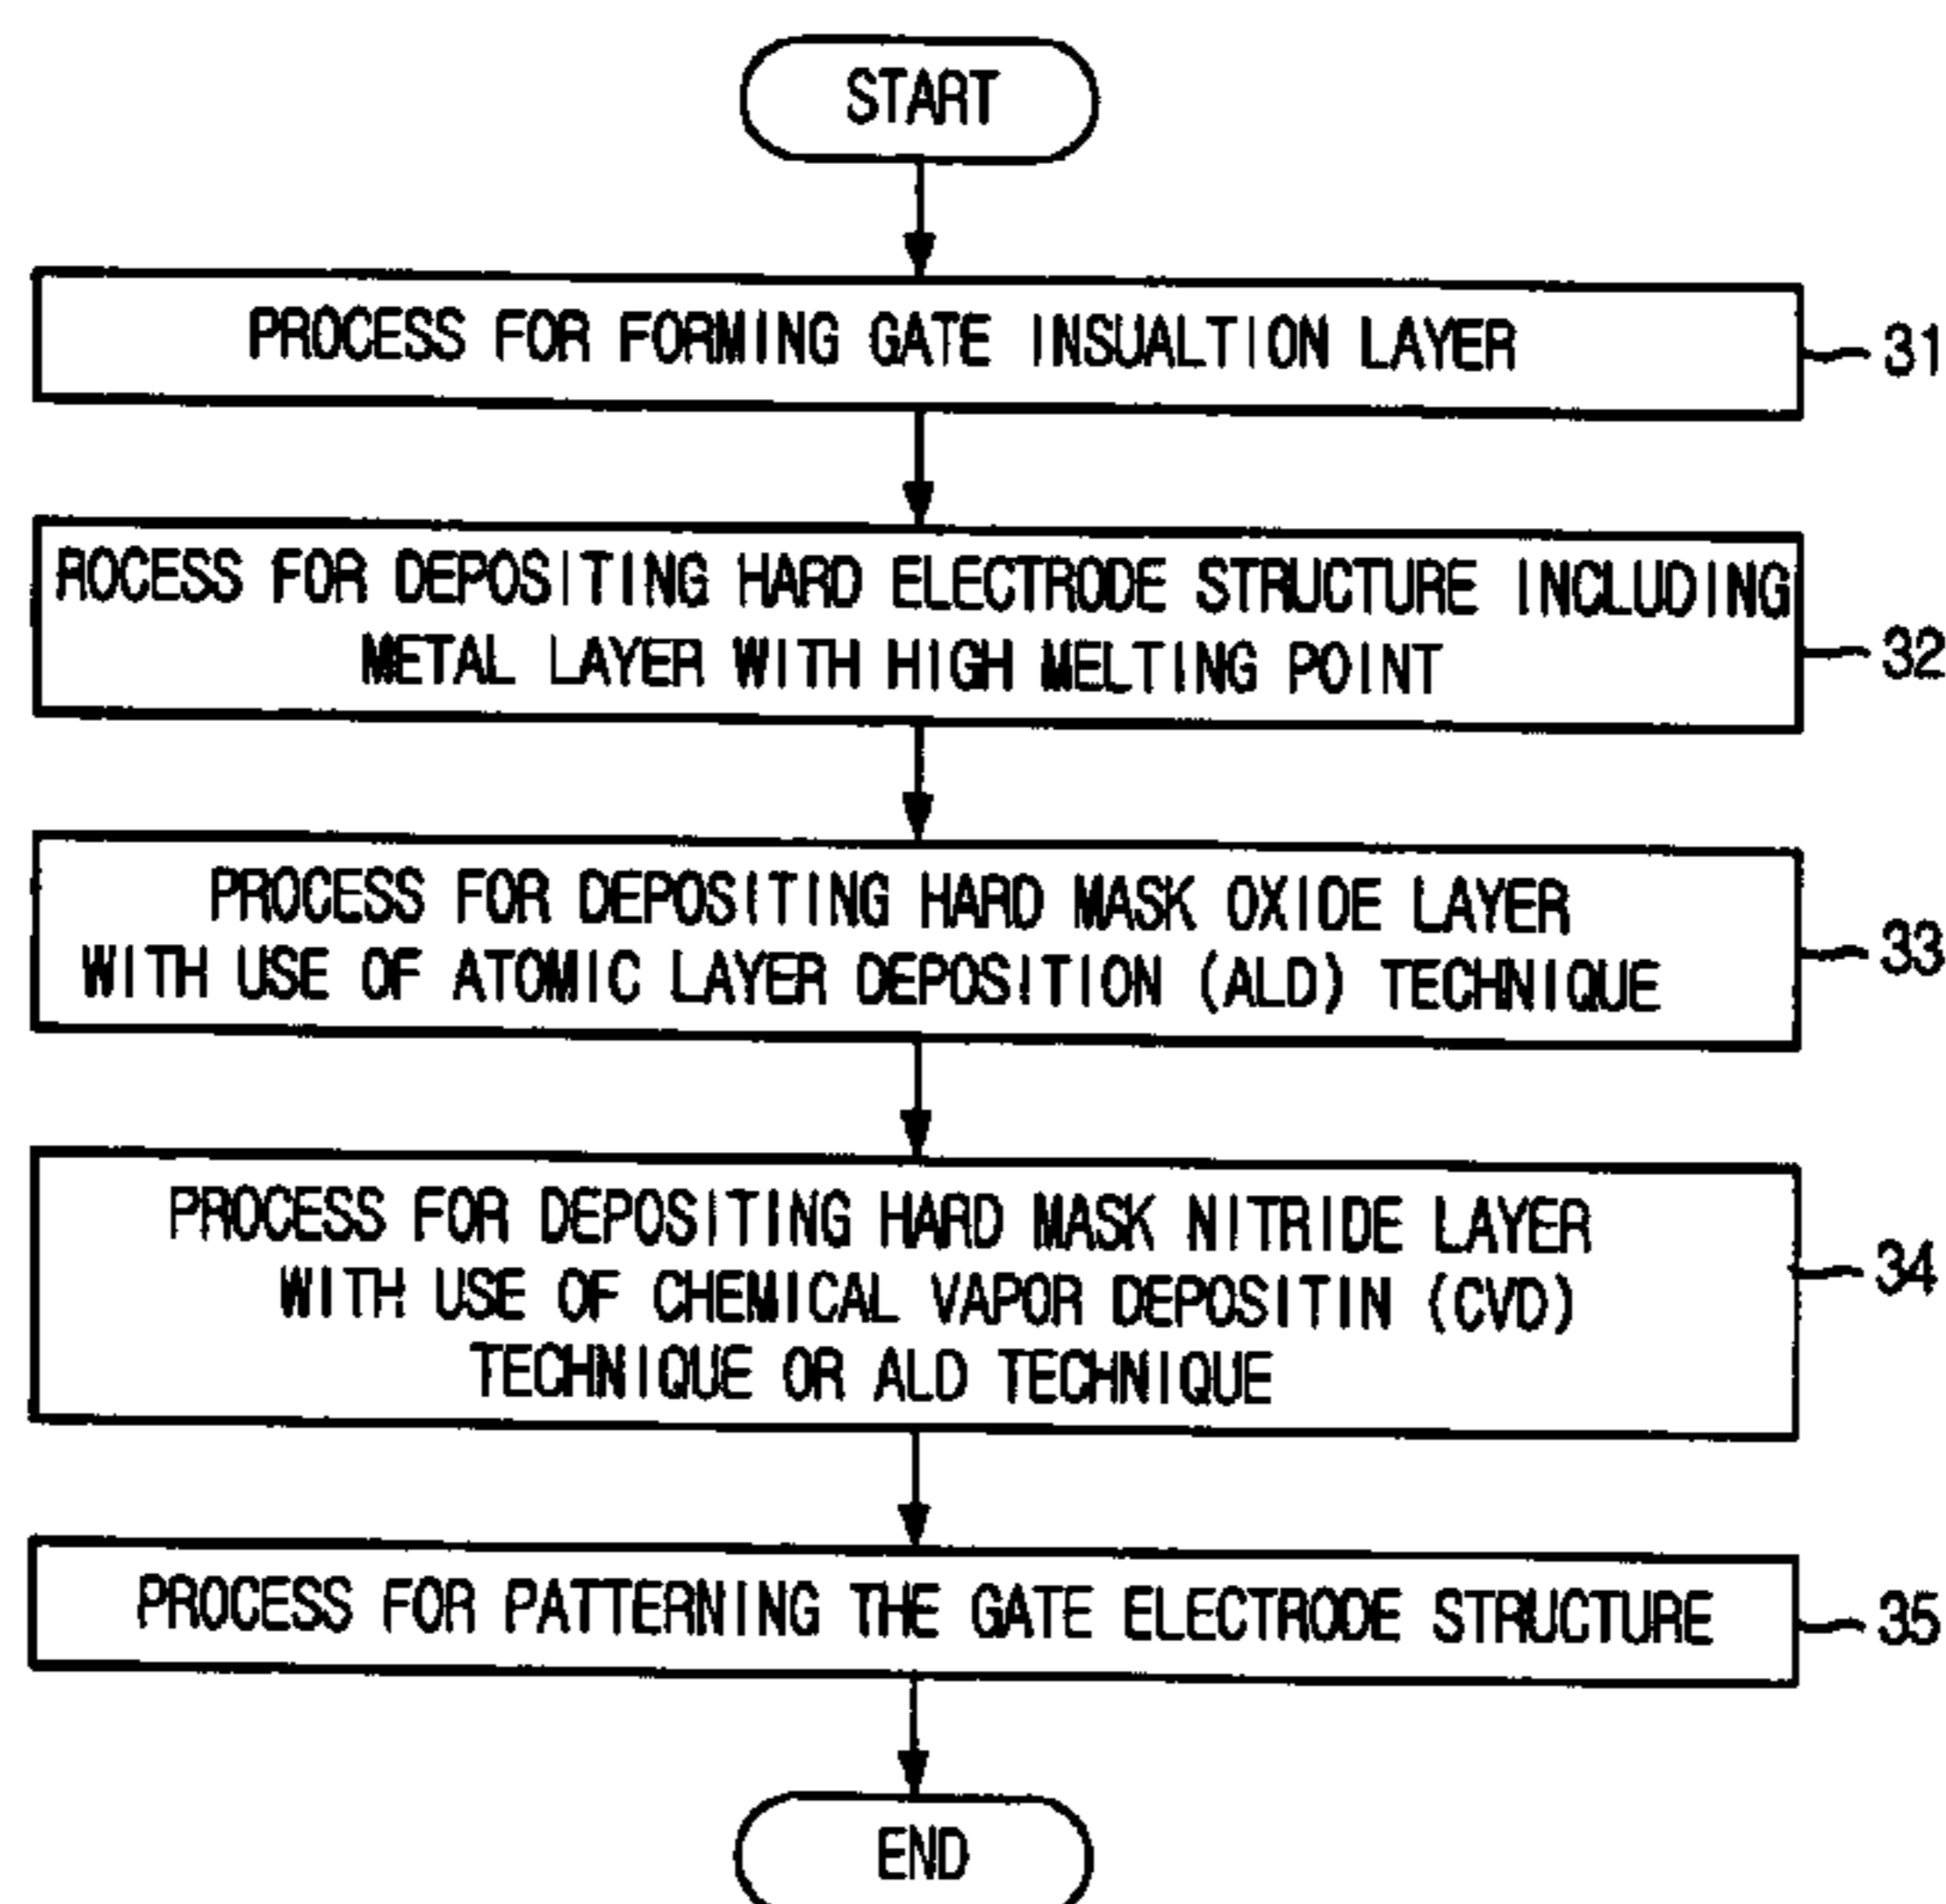 START
PROCESS FOR FORMING GATE INSUALTION LAYER
31
ROCESS FOR DEPOSITING HARD ELECTRODE STRUCTURE INCLUDING
METAL LAYER WITH HIGH MELTING POINT
32
PROCESS FOR DEPOSITING HARD MASK OXIDE LAYER
WITH USE OF ATOMIC LAYER DEPOSITION (ALD) TECHNIQUE
33
PROCESS FOR DEPOSITING HARD MASK NITRIDE LAYER
WITH USE OF CHEMICAL VAPOR DEPOSITIN (CVD)
TECHNIQUE OR ALD TECHNIQUE
34
PROCESS FOR PATTERNING THE GATE ELECTRODE STRUCTURE
35
END